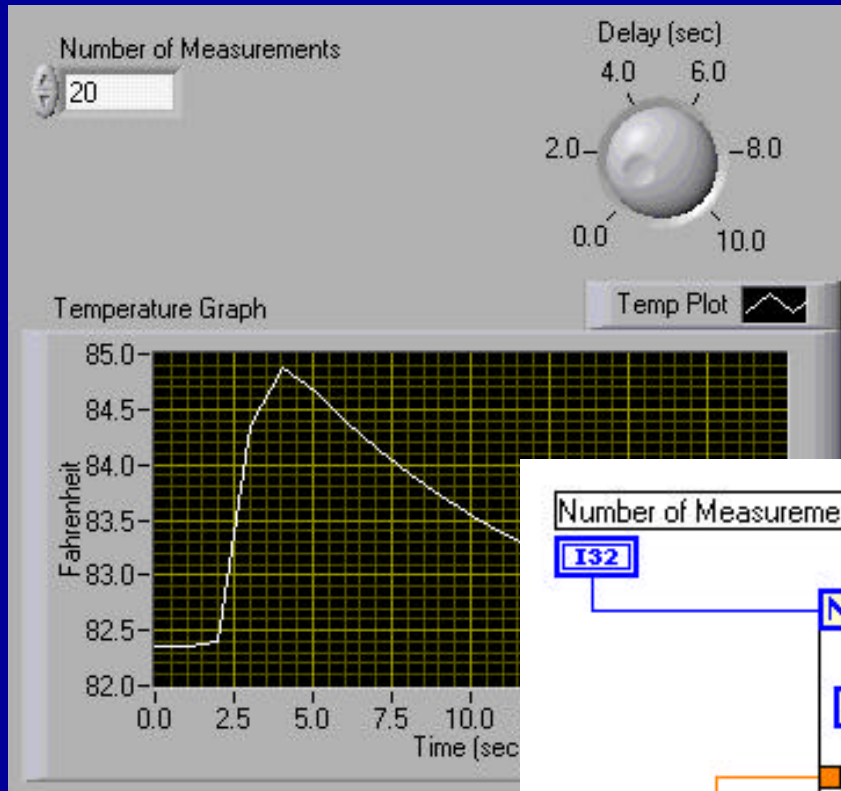 Number of Measurements
20
Delay (sec)
4.0 6.0
2.0 8.0
0.0 10.0
Temperature Graph
Temp Plot
85.0
84.5
84.0
83.5
83.0
82.5
82.0
Fahrenheit
0.0 2.5 5.0 7.5 10.0
Time (sec
Number of Measureme
I32
N